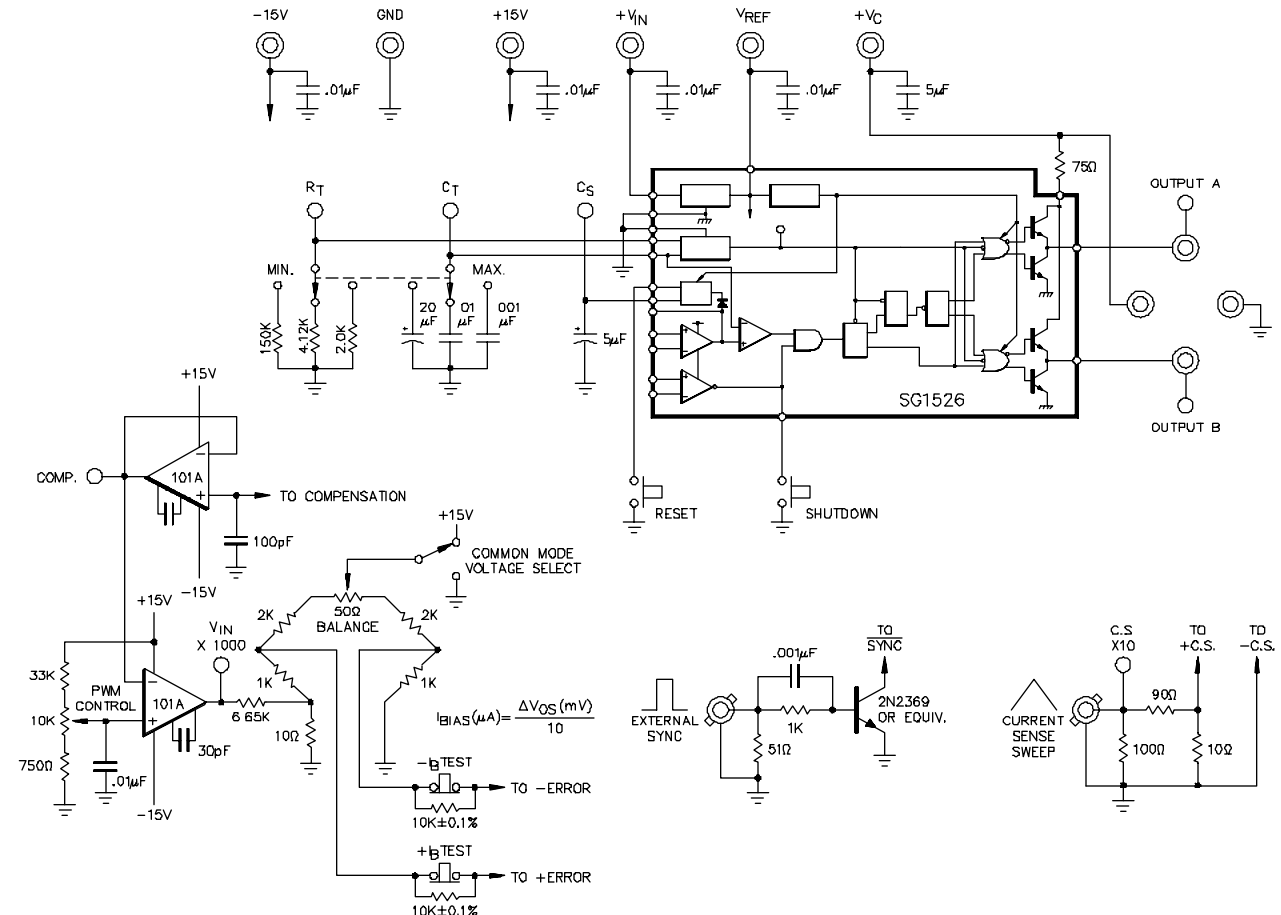 -15V
GND
+15V
+VIN
VREF
+VC
.01µF
.01µF
.01µF
.01µF
5µF
75Ω
RT
CT
CS
OUTPUT A
MIN.
MAX.
20 µF
.01 µF
.001 µF
5µF
150K
4.12K
2.0K
SG1526
OUTPUT B
+15V
COMP.
101A
TO COMPENSATION
100pF
-15V
RESET
SHUTDOWN
+15V
COMMON MODE
VOLTAGE SELECT
+15V
VIN
X 1000
2K
50Ω
BALANCE
2K
33K
PWM
CONTROL
101A
10K
6.65K
1K
1K
10Ω
30pF
750Ω
.01µF
-15V
IBIAS(µA)=ΔVOS(mV)
10
-IB TEST
TO -ERROR
10K±0.1%
+IB TEST
TO +ERROR
10K±0.1%
TO
SYNC
.001µF
EXTERNAL
SYNC
1K
2N2369
OR EQUIV.
51Ω
C.S.
X10
TO
+C.S.
TO
-C.S.
90Ω
CURRENT
SENSE
SWEEP
100Ω
10Ω